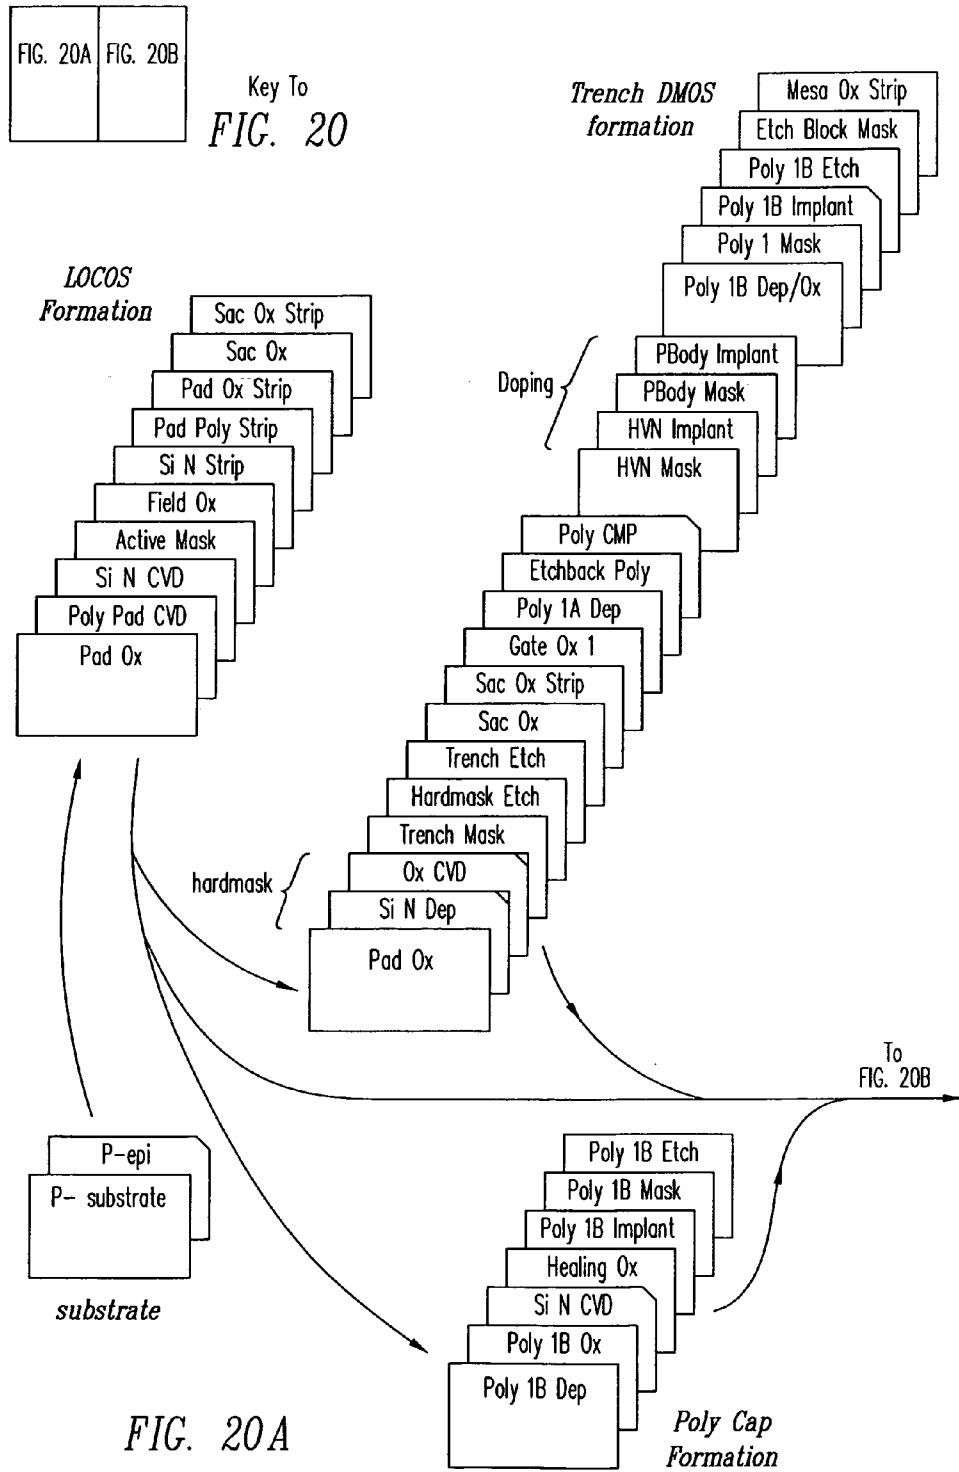 FIG. 20A
FIG. 20B
Key To
FIG. 20
LOCOS
Formation
Sac Ox Strip
Sac Ox
Pad Ox Strip
Pad Poly Strip
Si N Strip
Field Ox
Active Mask
Si N CVD
Poly Pad CVD
Pad Ox
Trench DMOS
formation
Mesa Ox Strip
Etch Block Mask
Poly 1B Etch
Poly 1B Implant
Poly 1 Mask
Poly 1B Dep/Ox
Doping
PBody Implant
PBody Mask
HVN Implant
HVN Mask
Poly CMP
Etchback Poly
Poly 1A Dep
Gate Ox 1
Sac Ox Strip
Sac Ox
Trench Etch
Hardmask Etch
Trench Mask
hardmask
Ox CVD
Si N Dep
Pad Ox
To
FIG. 20B
P-epi
P- substrate
substrate
Poly 1B Etch
Poly 1B Mask
Poly 1B Implant
Healing Ox
Si N CVD
Poly 1B Ox
Poly 1B Dep
Poly Cap
Formation
FIG. 20A